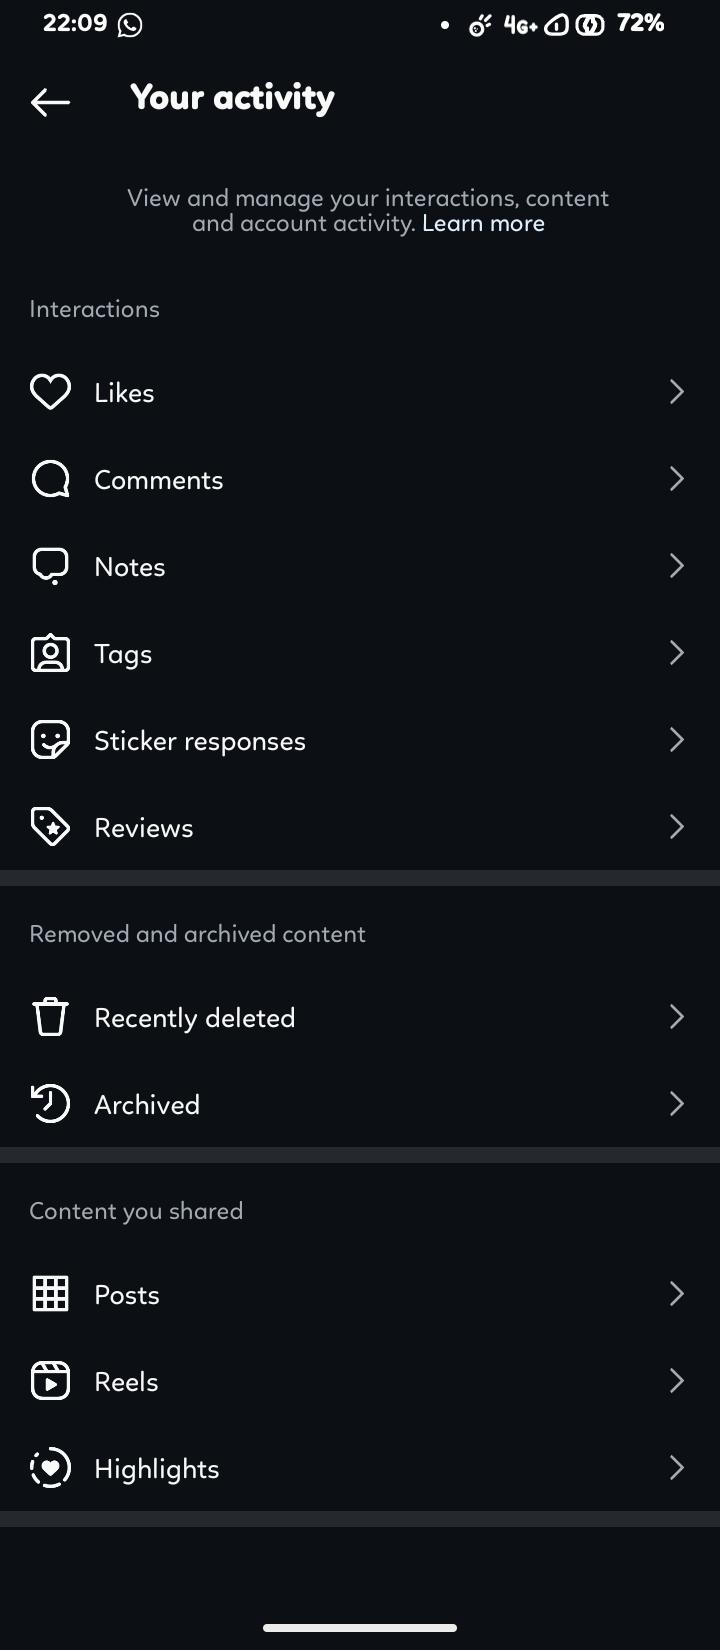 22:09
4G+ 72%
Your activity
View and manage your interactions, content
and account activity. Learn more
Interactions
Likes
Comments
Notes
Tags
Sticker responses
Reviews
Removed and archived content
Recently deleted
Archived
Content you shared
Posts
Reels
Highlights